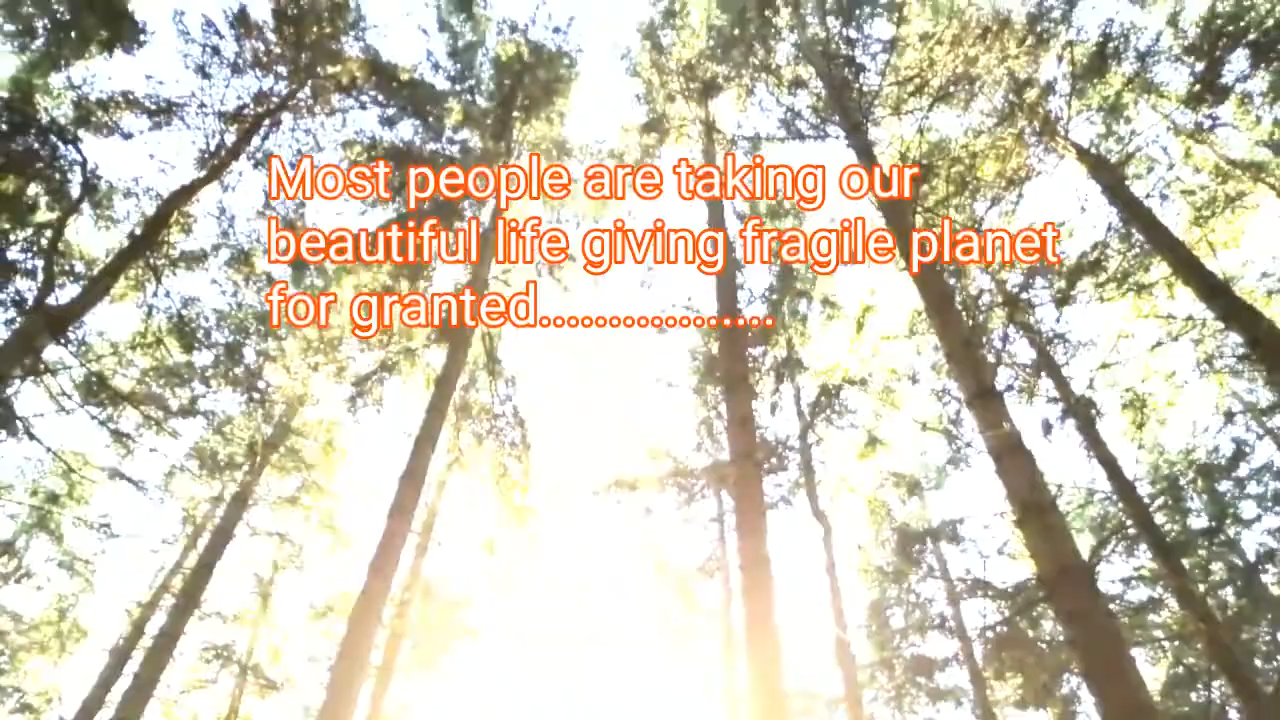 Most people are taking our
beautiful life giving fragile planet
for granted.................